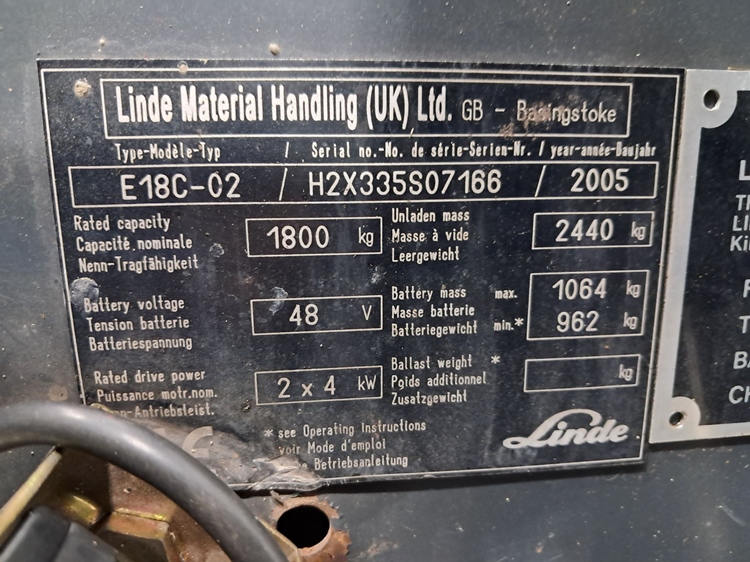 Linde Material Handling (UK) Ltd. GB - Basingstoke
Type-Modèle-Typ / Serial no.-No. de série-Serien-Nr. / year-année-Baujahr
E18C-02 / H2X335S07166 / 2005
Rated capacity
Capacité nominale
Nenn-Tragfähigkeit
1800 kg
Unladen mass
Masse à vide
Leergewicht
2440 kg
Battery voltage
Tension batterie
Batteriespannung
48 V
Battery mass max. 1064 kg
Masse batterie
Batteriegewicht min.* 962 kg
Rated drive power
Puissance motr.nom.
-Antriebsleist.
2 x 4 kW
Ballast weight *
Poids additionnel
Zusatzgewicht
kg
* see Operating Instructions
voir Mode d'emploi
Betriebsanleitung
Linde